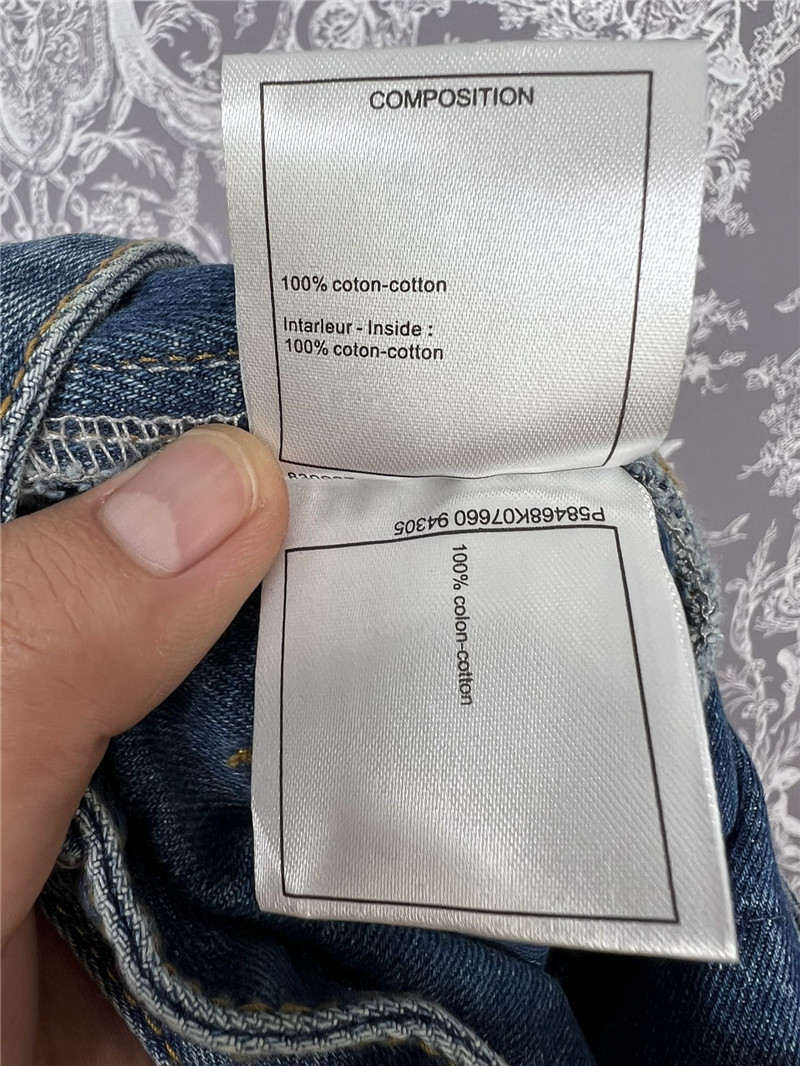 COMPOSITION
100% coton-cotton
Intarleur - Inside :
100% coton-cotton
P58468K07660 94305
100% colon-cotton